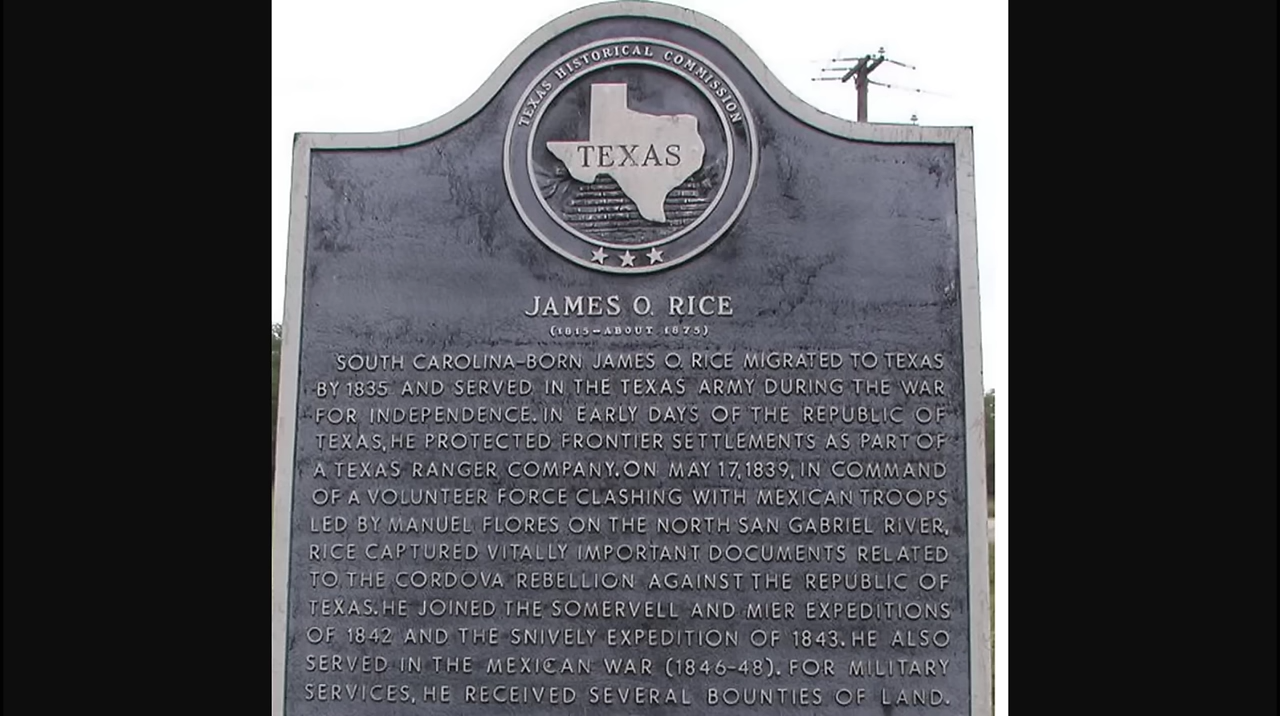 TEXAS HISTORICAL COMMISSION
TEXAS
JAMES O. RICE
(1815–ABOUT 1875)
SOUTH CAROLINA–BORN JAMES O. RICE MIGRATED TO TEXAS
BY 1835 AND SERVED IN THE TEXAS ARMY DURING THE WAR
FOR INDEPENDENCE. IN EARLY DAYS OF THE REPUBLIC OF
TEXAS, HE PROTECTED FRONTIER SETTLEMENTS AS PART OF
A TEXAS RANGER COMPANY. ON MAY 17, 1839, IN COMMAND
OF A VOLUNTEER FORCE CLASHING WITH MEXICAN TROOPS
LED BY MANUEL FLORES ON THE NORTH SAN GABRIEL RIVER,
RICE CAPTURED VITALLY IMPORTANT DOCUMENTS RELATED
TO THE CORDOVA REBELLION AGAINST THE REPUBLIC OF
TEXAS. HE JOINED THE SOMERVELL AND MIER EXPEDITIONS
OF 1842 AND THE SNIVELY EXPEDITION OF 1843. HE ALSO
SERVED IN THE MEXICAN WAR (1846–48). FOR MILITARY
SERVICES, HE RECEIVED SEVERAL BOUNTIES OF LAND.